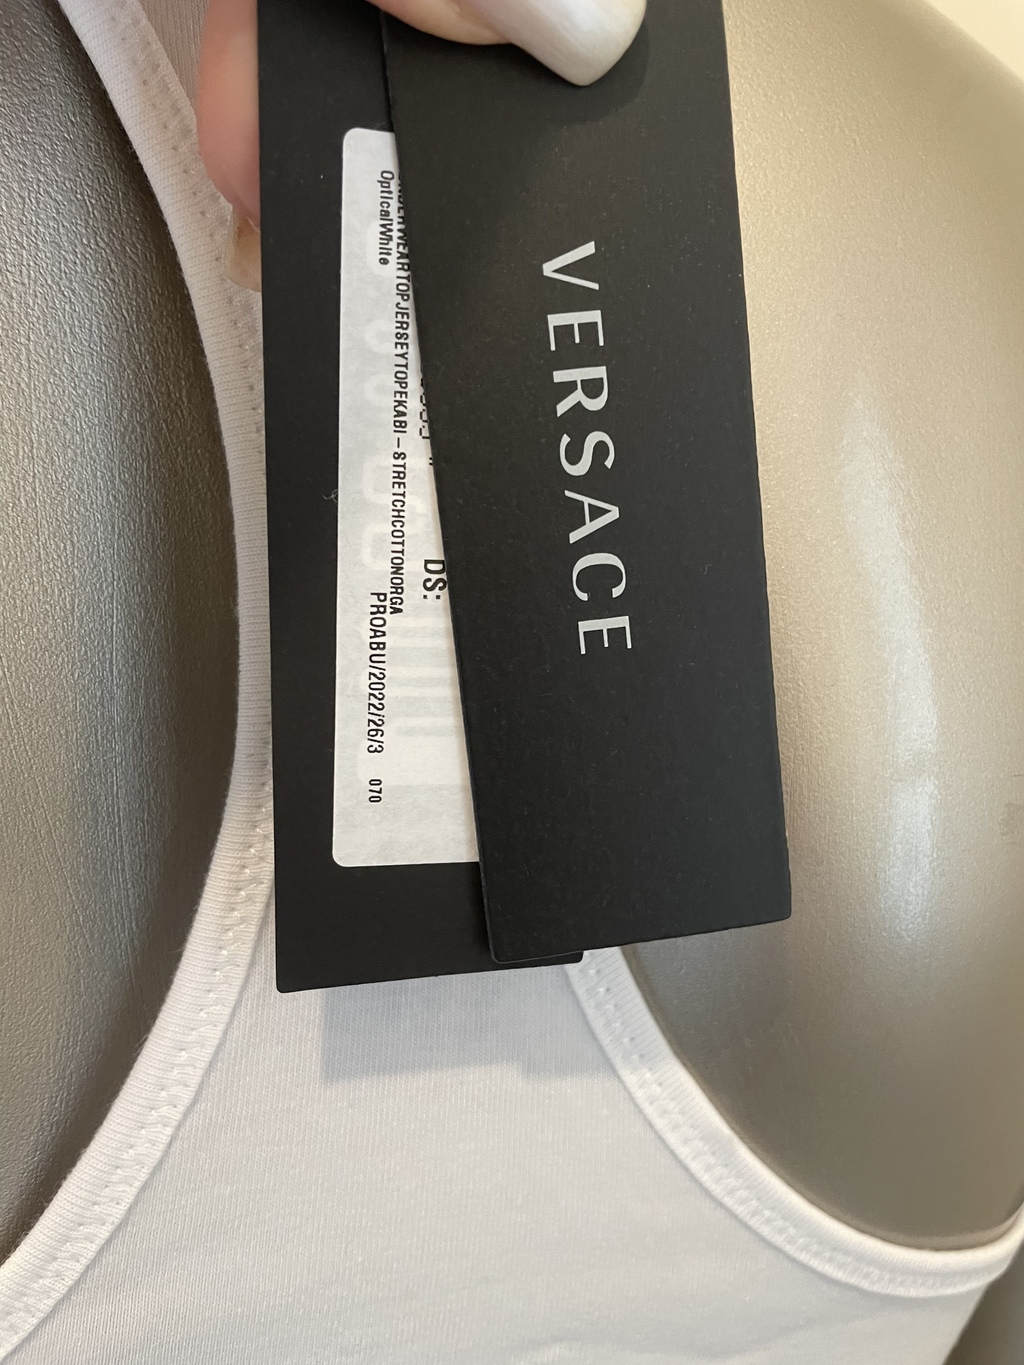 VERSACE
DS:
UNDERWEARTOPJERSEYTOPEKABI – STRETCHCOTTONORGA
OpticalWhite
PROABU/2022/26/3 070